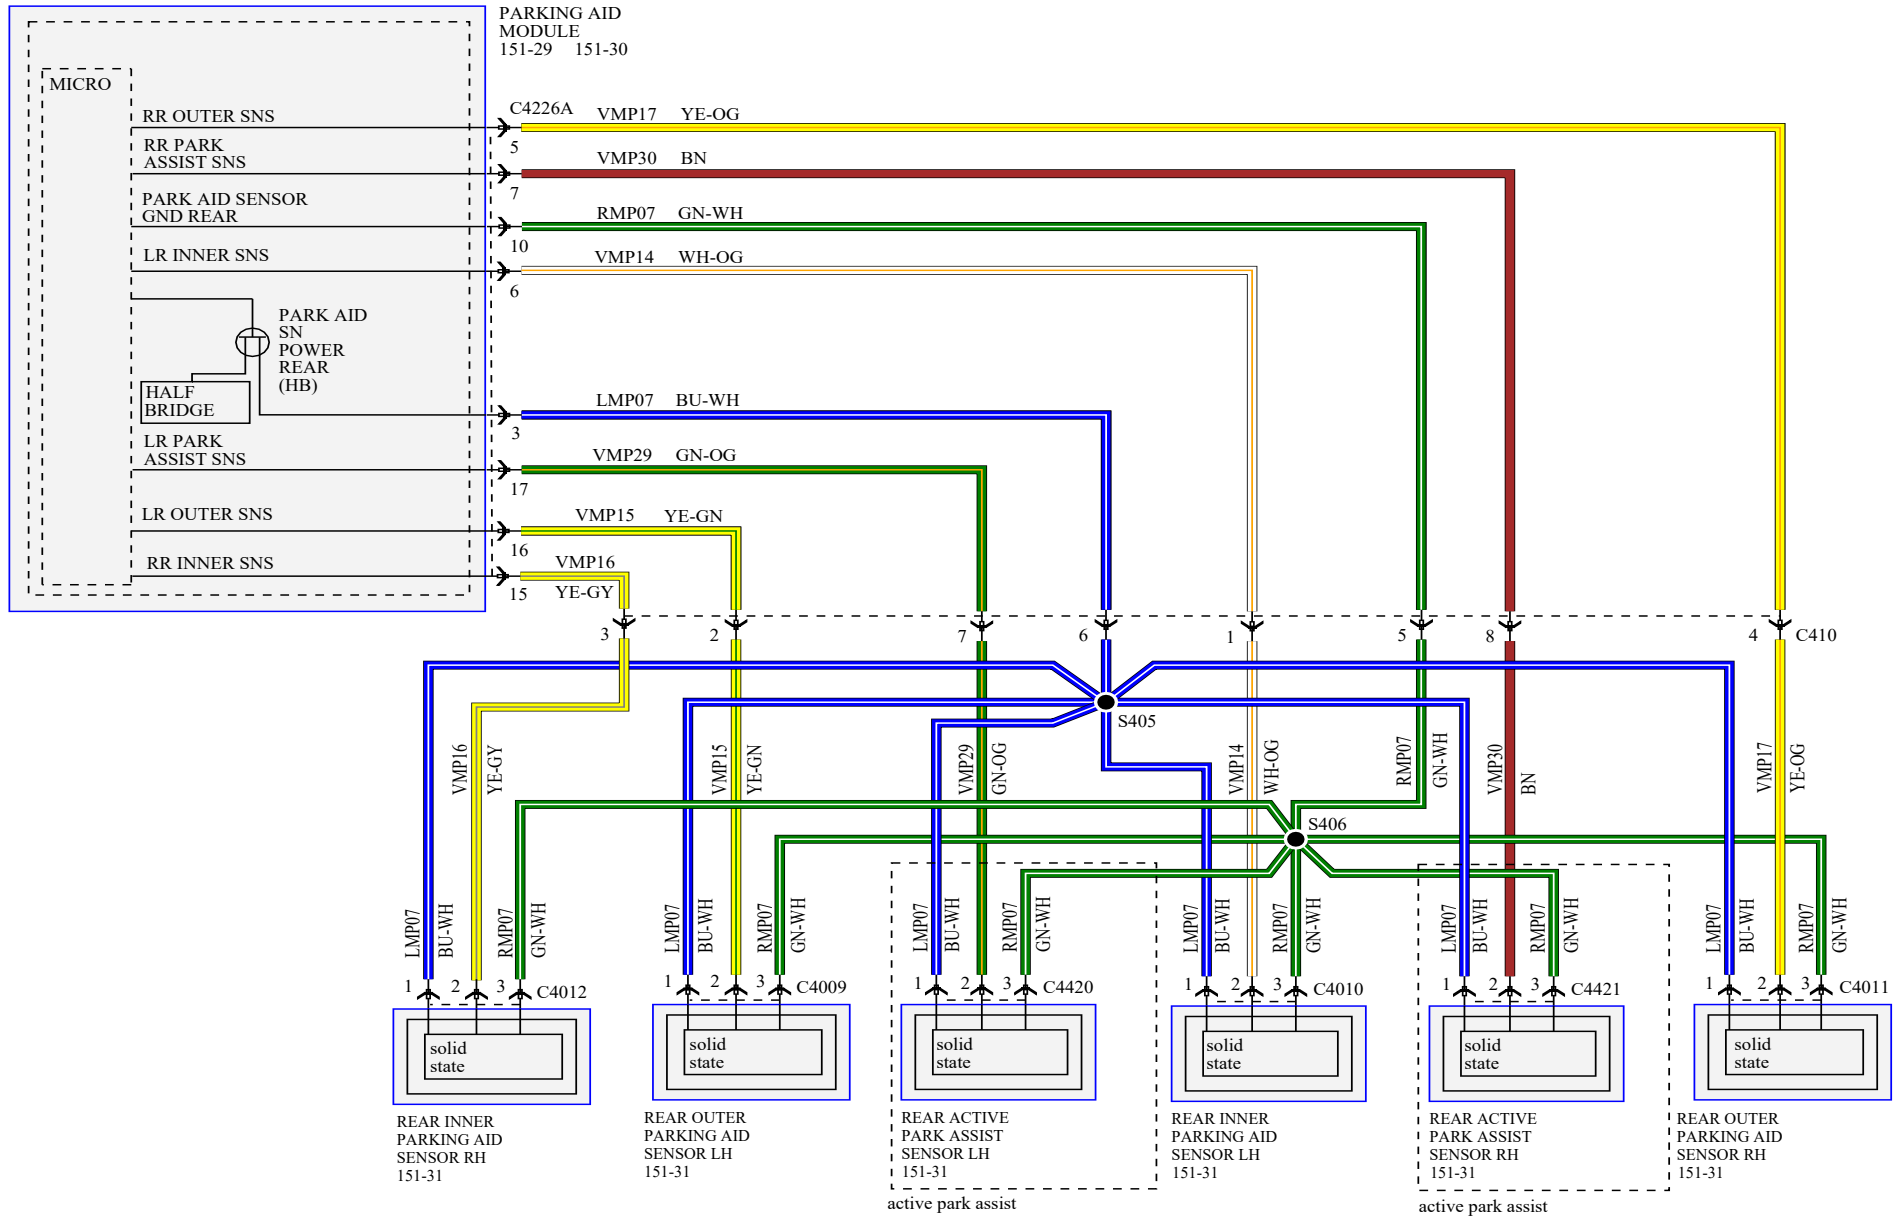 PARKING AID
MODULE
151-29 151-30
MICRO
RR OUTER SNS
C4226A
VMP17 YE-OG
5
RR PARK
ASSIST SNS
VMP30 BN
7
PARK AID SENSOR
GND REAR
RMP07 GN-WH
10
LR INNER SNS
VMP14 WH-OG
6
PARK AID
SN
POWER
REAR
(HB)
HALF
BRIDGE
LMP07 BU-WH
3
LR PARK
ASSIST SNS
VMP29 GN-OG
17
LR OUTER SNS
VMP15 YE-GN
16
RR INNER SNS
VMP16
YE-GY
15
3 2 7 6 1 5 8 4 C410
S405
VMP16
YE-GY
VMP15
YE-GN
VMP29
GN-OG
VMP14
WH-OG
RMP07
GN-WH
VMP30
BN
VMP17
YE-OG
S406
LMP07
BU-WH
RMP07
GN-WH
LMP07
BU-WH
RMP07
GN-WH
LMP07
BU-WH
RMP07
GN-WH
LMP07
BU-WH
RMP07
GN-WH
LMP07
BU-WH
RMP07
GN-WH
LMP07
BU-WH
RMP07
GN-WH
1 2 3 C4012
1 2 3 C4009
1 2 3 C4420
1 2 3 C4010
1 2 3 C4421
1 2 3 C4011
solid
state
solid
state
solid
state
solid
state
solid
state
solid
state
REAR INNER
PARKING AID
SENSOR RH
151-31
REAR OUTER
PARKING AID
SENSOR LH
151-31
REAR ACTIVE
PARK ASSIST
SENSOR LH
151-31
REAR INNER
PARKING AID
SENSOR LH
151-31
REAR ACTIVE
PARK ASSIST
SENSOR RH
151-31
REAR OUTER
PARKING AID
SENSOR RH
151-31
active park assist
active park assist